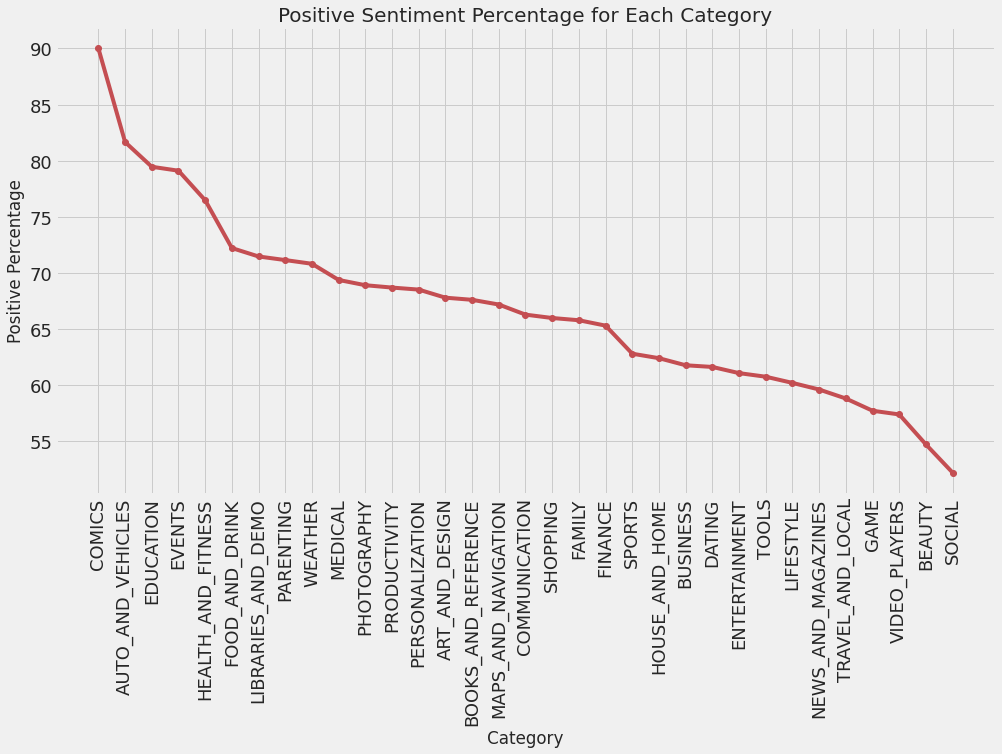 Positive Sentiment Percentage for Each Category
Positive Percentage
90
85
80
75
70
65
60
55
COMICS
AUTO_AND_VEHICLES
EDUCATION
EVENTS
HEALTH_AND_FITNESS
FOOD_AND_DRINK
LIBRARIES_AND_DEMO
PARENTING
WEATHER
MEDICAL
PHOTOGRAPHY
PRODUCTIVITY
PERSONALIZATION
ART_AND_DESIGN
BOOKS_AND_REFERENCE
MAPS_AND_NAVIGATION
COMMUNICATION
SHOPPING
FAMILY
FINANCE
SPORTS
HOUSE_AND_HOME
BUSINESS
DATING
ENTERTAINMENT
TOOLS
LIFESTYLE
NEWS_AND_MAGAZINES
TRAVEL_AND_LOCAL
GAME
VIDEO_PLAYERS
BEAUTY
SOCIAL
Category